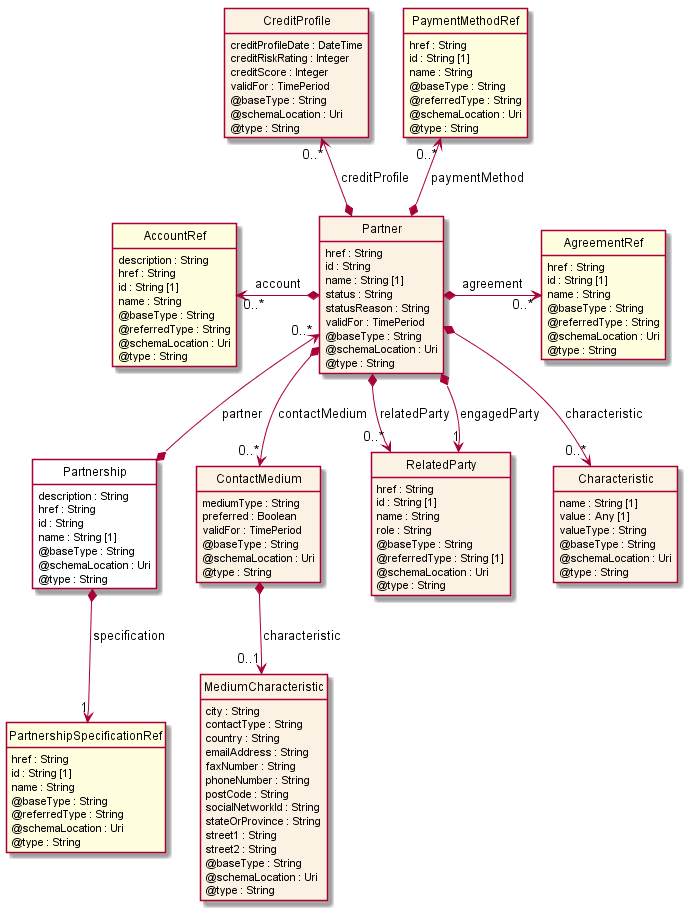 CreditProfile
creditProfileDate : DateTime
creditRiskRating : Integer
creditScore : Integer
validFor : TimePeriod
@baseType : String
@schemaLocation : Uri
@type : String
PaymentMethodRef
href : String
id : String [1]
name : String
@baseType : String
@referredType : String
@schemaLocation : Uri
@type : String
0..*
0..*
creditProfile
paymentMethod
AccountRef
description : String
href : String
id : String [1]
name : String
@baseType : String
@referredType : String
@schemaLocation : Uri
@type : String
account
0..*
Partner
href : String
id : String
name : String [1]
status : String
statusReason : String
validFor : TimePeriod
@baseType : String
@schemaLocation : Uri
@type : String
agreement
0..*
AgreementRef
href : String
id : String [1]
name : String
@baseType : String
@referredType : String
@schemaLocation : Uri
@type : String
0..*
partner
contactMedium
relatedParty
engagedParty
characteristic
0..*
0..*
1
0..*
Partnership
description : String
href : String
id : String
name : String [1]
@baseType : String
@schemaLocation : Uri
@type : String
ContactMedium
mediumType : String
preferred : Boolean
validFor : TimePeriod
@baseType : String
@schemaLocation : Uri
@type : String
RelatedParty
href : String
id : String [1]
name : String
role : String
@baseType : String
@referredType : String [1]
@schemaLocation : Uri
@type : String
Characteristic
name : String [1]
value : Any [1]
valueType : String
@baseType : String
@schemaLocation : Uri
@type : String
specification
1
characteristic
0..1
PartnershipSpecificationRef
href : String
id : String [1]
name : String
@baseType : String
@referredType : String
@schemaLocation : Uri
@type : String
MediumCharacteristic
city : String
contactType : String
country : String
emailAddress : String
faxNumber : String
phoneNumber : String
postCode : String
socialNetworkId : String
stateOrProvince : String
street1 : String
street2 : String
@baseType : String
@schemaLocation : Uri
@type : String